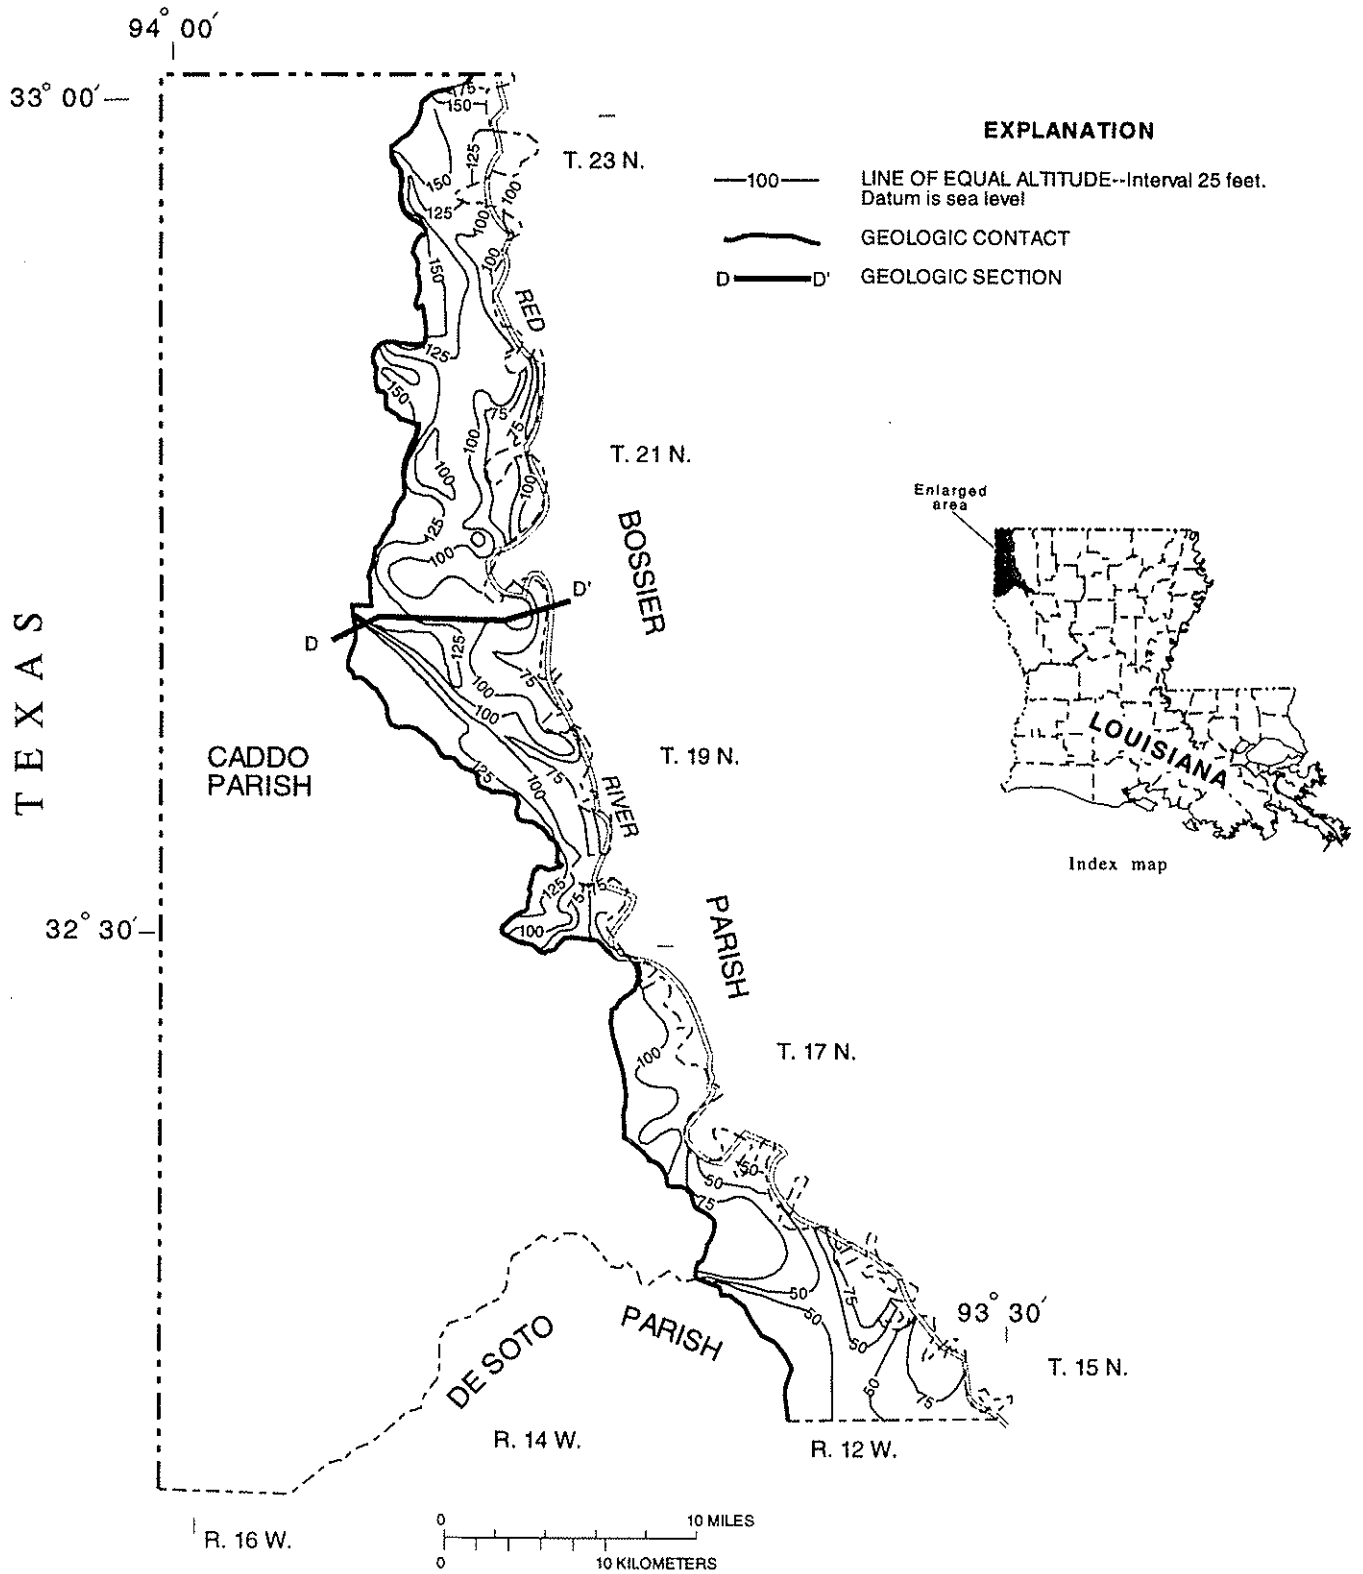 94° 00′
33° 00′
EXPLANATION
100
LINE OF EQUAL ALTITUDE--Interval 25 feet.
Datum is sea level
GEOLOGIC CONTACT
D D' GEOLOGIC SECTION
175
150
T. 23 N.
125
100
150
125
100
100
150
RED
125
150
75
75
100
T. 21 N.
100
100
Enlarged
area
125
BOSSIER
100
D'
D
125
TEXAS
75
100
100
LOUISIANA
T. 19 N.
CADDO
PARISH
125
100
75
RIVER
Index map
125
75
75
100
32° 30′
PARISH
100
T. 17 N.
50
50
75
50
75
50
93° 30′
50
DE SOTO
PARISH
T. 15 N.
50
75
R. 14 W.
R. 12 W.
R. 16 W.
0 10 MILES
0 10 KILOMETERS